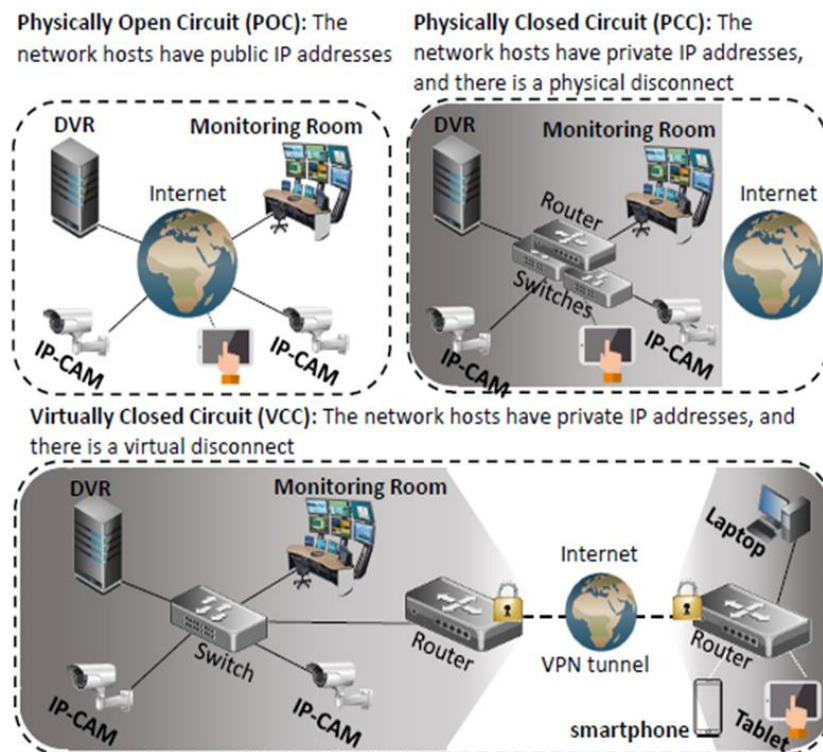 Physically Open Circuit (POC): The
network hosts have public IP addresses
Physically Closed Circuit (PCC): The
network hosts have private IP addresses,
and there is a physical disconnect
DVR
Monitoring Room
Internet
IP-CAM
IP-CAM
DVR
Monitoring Room
Internet
Router
Switches
IP-CAM
IP-CAM
Virtually Closed Circuit (VCC): The network hosts have private IP addresses, and
there is a virtual disconnect
DVR
Monitoring Room
Switch
Router
IP-CAM
IP-CAM
Internet
VPN tunnel
Laptop
Router
smartphone
Tablet